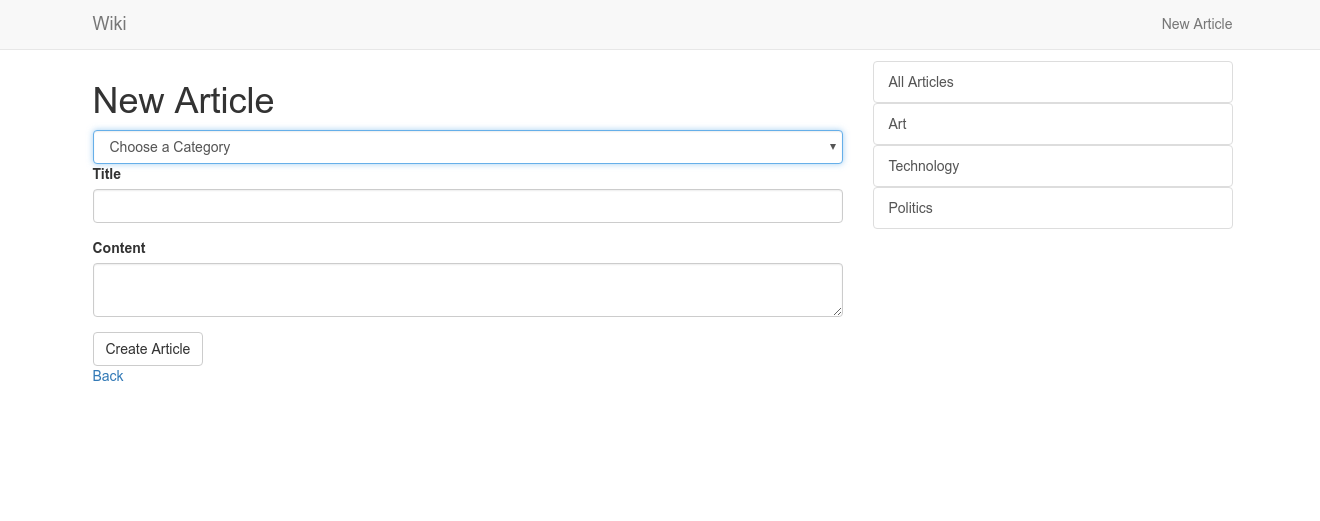 Wiki
New Article
New Article
Choose a Category
Title
Content
Create Article
Back
All Articles
Art
Technology
Politics